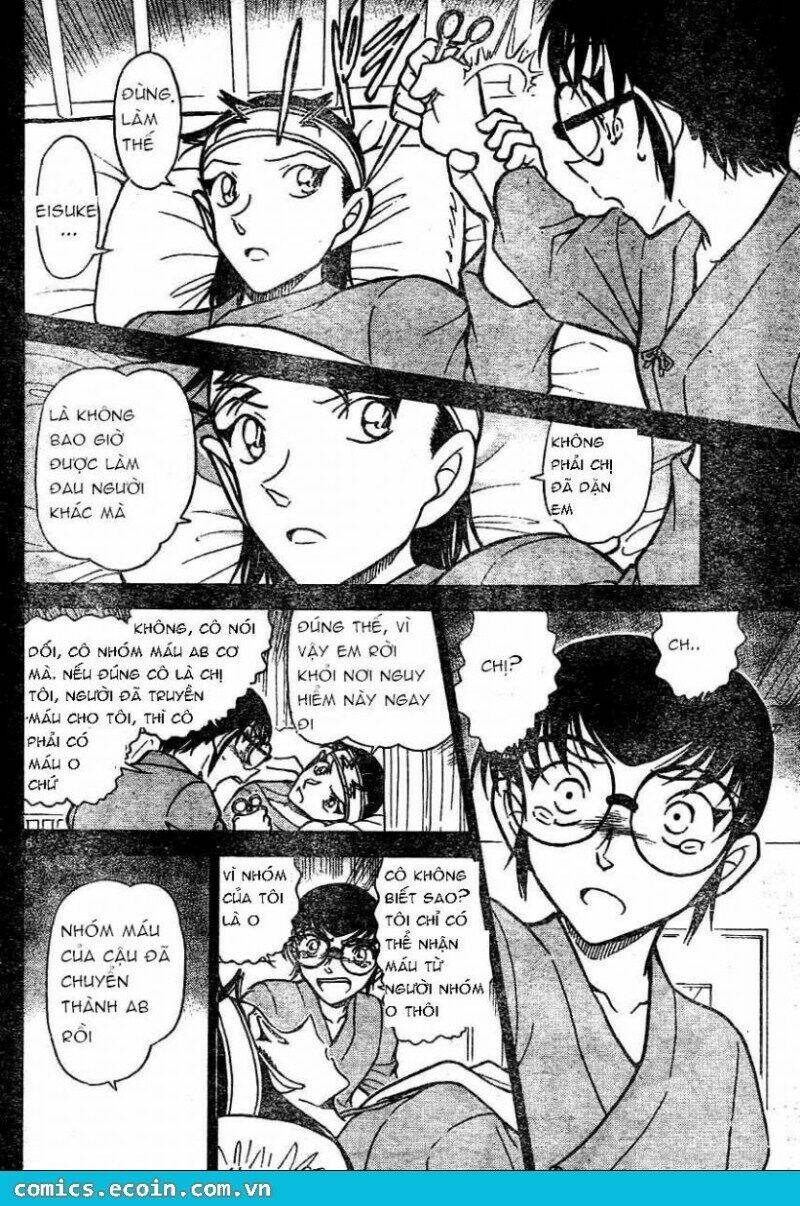 ĐỪNG,
LÀM
THẾ
EISUKE
...
KHÔNG
PHẢI CHỊ
ĐÃ DẶN
EM
LÀ KHÔNG
BAO GIỜ
ĐƯỢC LÀM
ĐAU NGƯỜI
KHÁC MÀ
CH..
CHỊ?
ĐÚNG THẾ, VÌ
VẬY EM RỜI
KHỎI NƠI NGUY
HIỂM NÀY NGAY
ĐI
KHÔNG, CÔ NÓI
DỐI, CÔ NHÓM MÁU AB CƠ
MÀ. NẾU ĐÚNG CÔ LÀ CHỊ
TÔI, NGƯỜI ĐÃ TRUYỀN
MÁU CHO TÔI, THÌ CÔ
PHẢI CÓ
MÁU O
CHỨ
CÔ KHÔNG
BIẾT SAO?
TÔI CHỈ CÓ
THỂ NHẬN
MÁU TỪ
NGƯỜI NHÓM
O THÔI
VÌ NHÓM
CỦA TÔI
LÀ O
NHÓM MÁU
CỦA CẬU ĐÃ
CHUYỂN
THÀNH AB
RỒI
comics.ecoin.com.vn